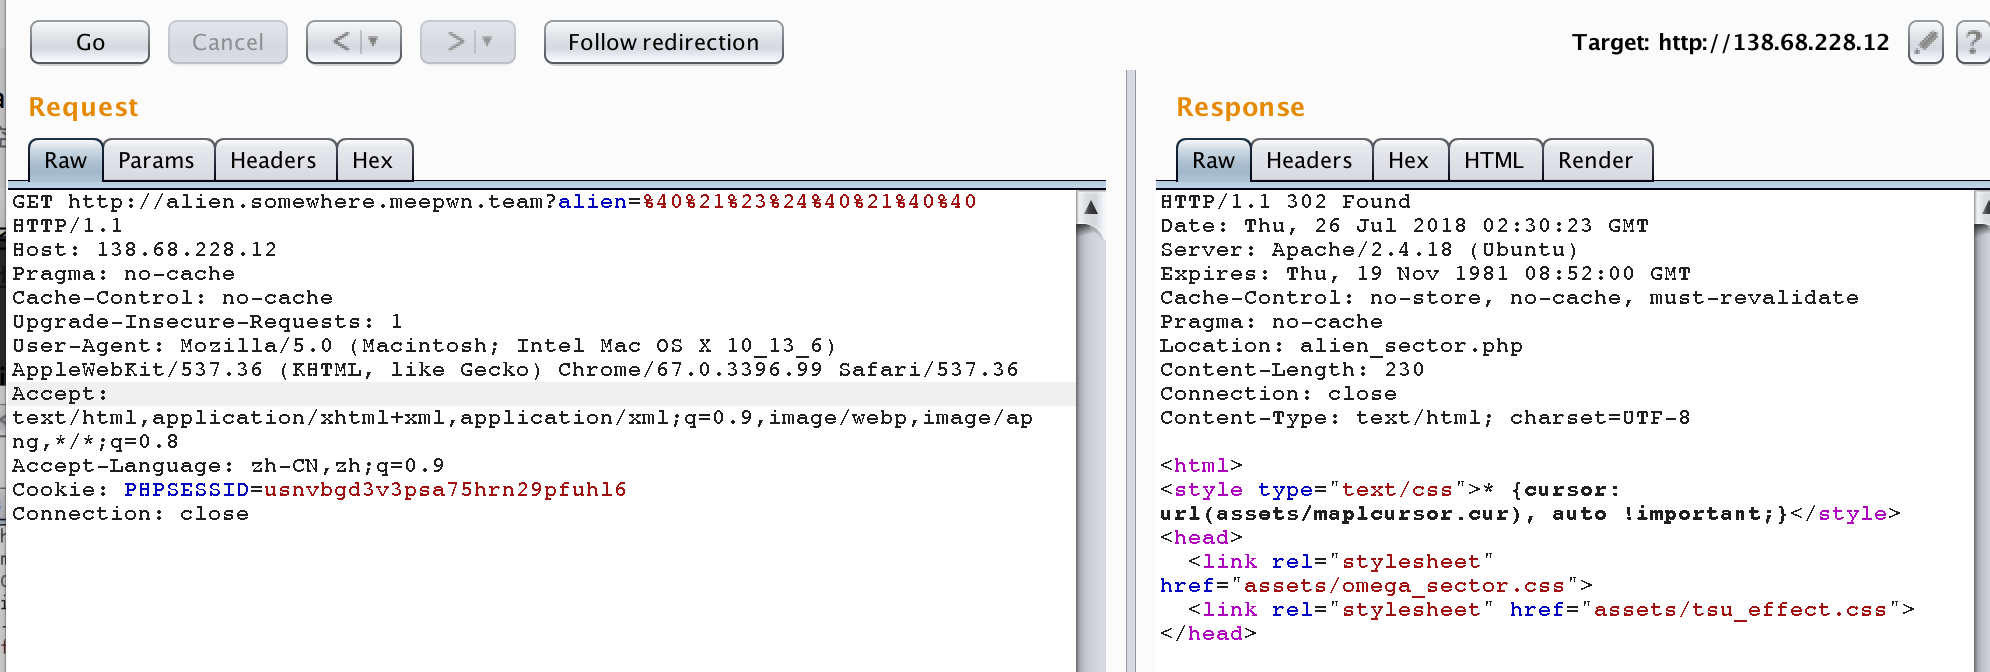 Go Cancel < > Follow redirection Target: http://138.68.228.12 ?
Request
Raw Params Headers Hex
GET http://alien.somewhere.meepwn.team?alien=%40%21%23%24%40%21%40%40
HTTP/1.1
Host: 138.68.228.12
Pragma: no-cache
Cache-Control: no-cache
Upgrade-Insecure-Requests: 1
User-Agent: Mozilla/5.0 (Macintosh; Intel Mac OS X 10_13_6)
AppleWebKit/537.36 (KHTML, like Gecko) Chrome/67.0.3396.99 Safari/537.36
Accept:
text/html,application/xhtml+xml,application/xml;q=0.9,image/webp,image/ap
ng,*/*;q=0.8
Accept-Language: zh-CN,zh;q=0.9
Cookie: PHPSESSID=usnvbgd3v3psa75hrn29pfuhl6
Connection: close
Response
Raw Headers Hex HTML Render
HTTP/1.1 302 Found
Date: Thu, 26 Jul 2018 02:30:23 GMT
Server: Apache/2.4.18 (Ubuntu)
Expires: Thu, 19 Nov 1981 08:52:00 GMT
Cache-Control: no-store, no-cache, must-revalidate
Pragma: no-cache
Location: alien_sector.php
Content-Length: 230
Connection: close
Content-Type: text/html; charset=UTF-8
<html>
<style type="text/css">* {cursor:
url(assets/maplcursor.cur), auto !important;}</style>
<head>
<link rel="stylesheet"
href="assets/omega_sector.css">
<link rel="stylesheet" href="assets/tsu_effect.css">
</head>